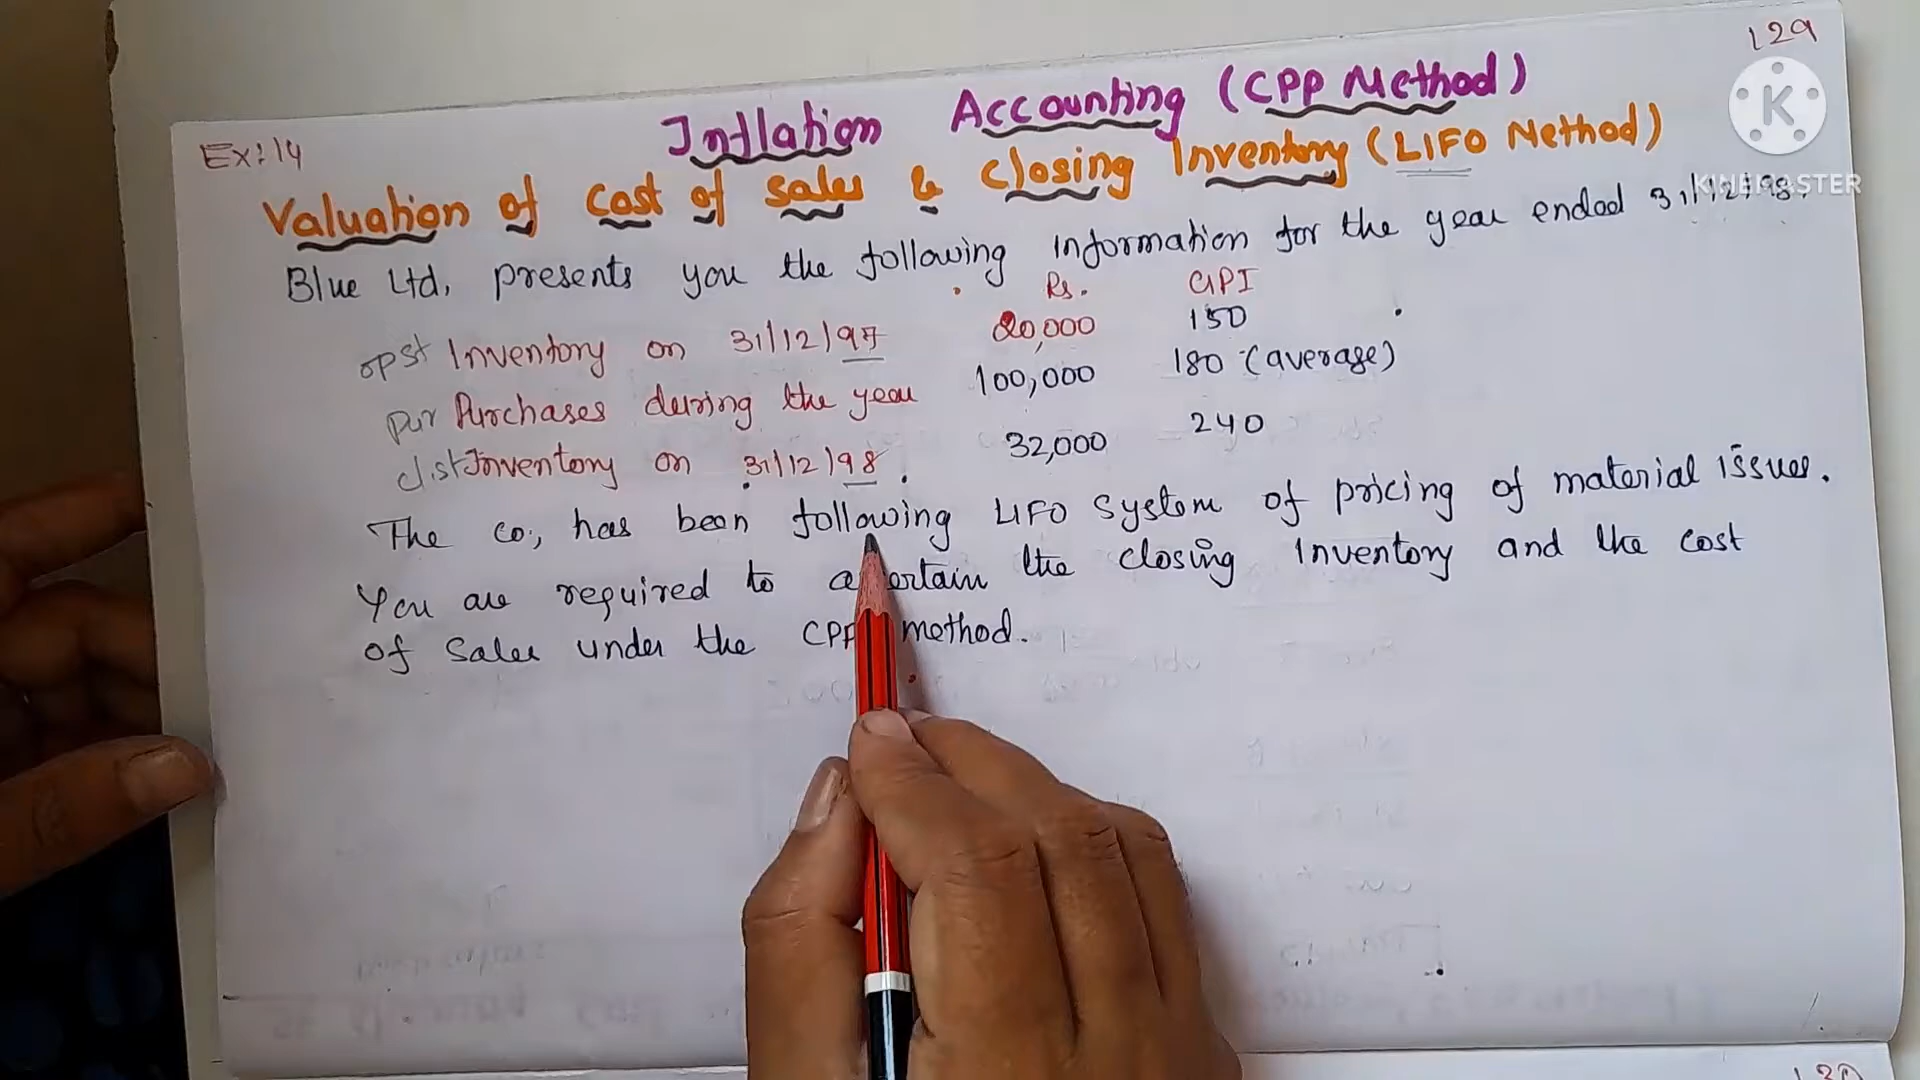 129
Inflation Accounting (CPP Method)
Ex:14
Valuation of cost of sales & closing Inventory (LIFO Method)
KINEMASTER
Blue Ltd, presents you the following information for the year ended 31/12/98.
Rs. GPI
opst Inventory on 31/12/97 20,000 150
pur Purchases during the year 100,000 180 (average)
clst Inventory on 31/12/98 32,000 240
The co, has been following LIFO system of pricing of material issues.
You are required to the closing Inventory and the cost
of sales under the CPP method.